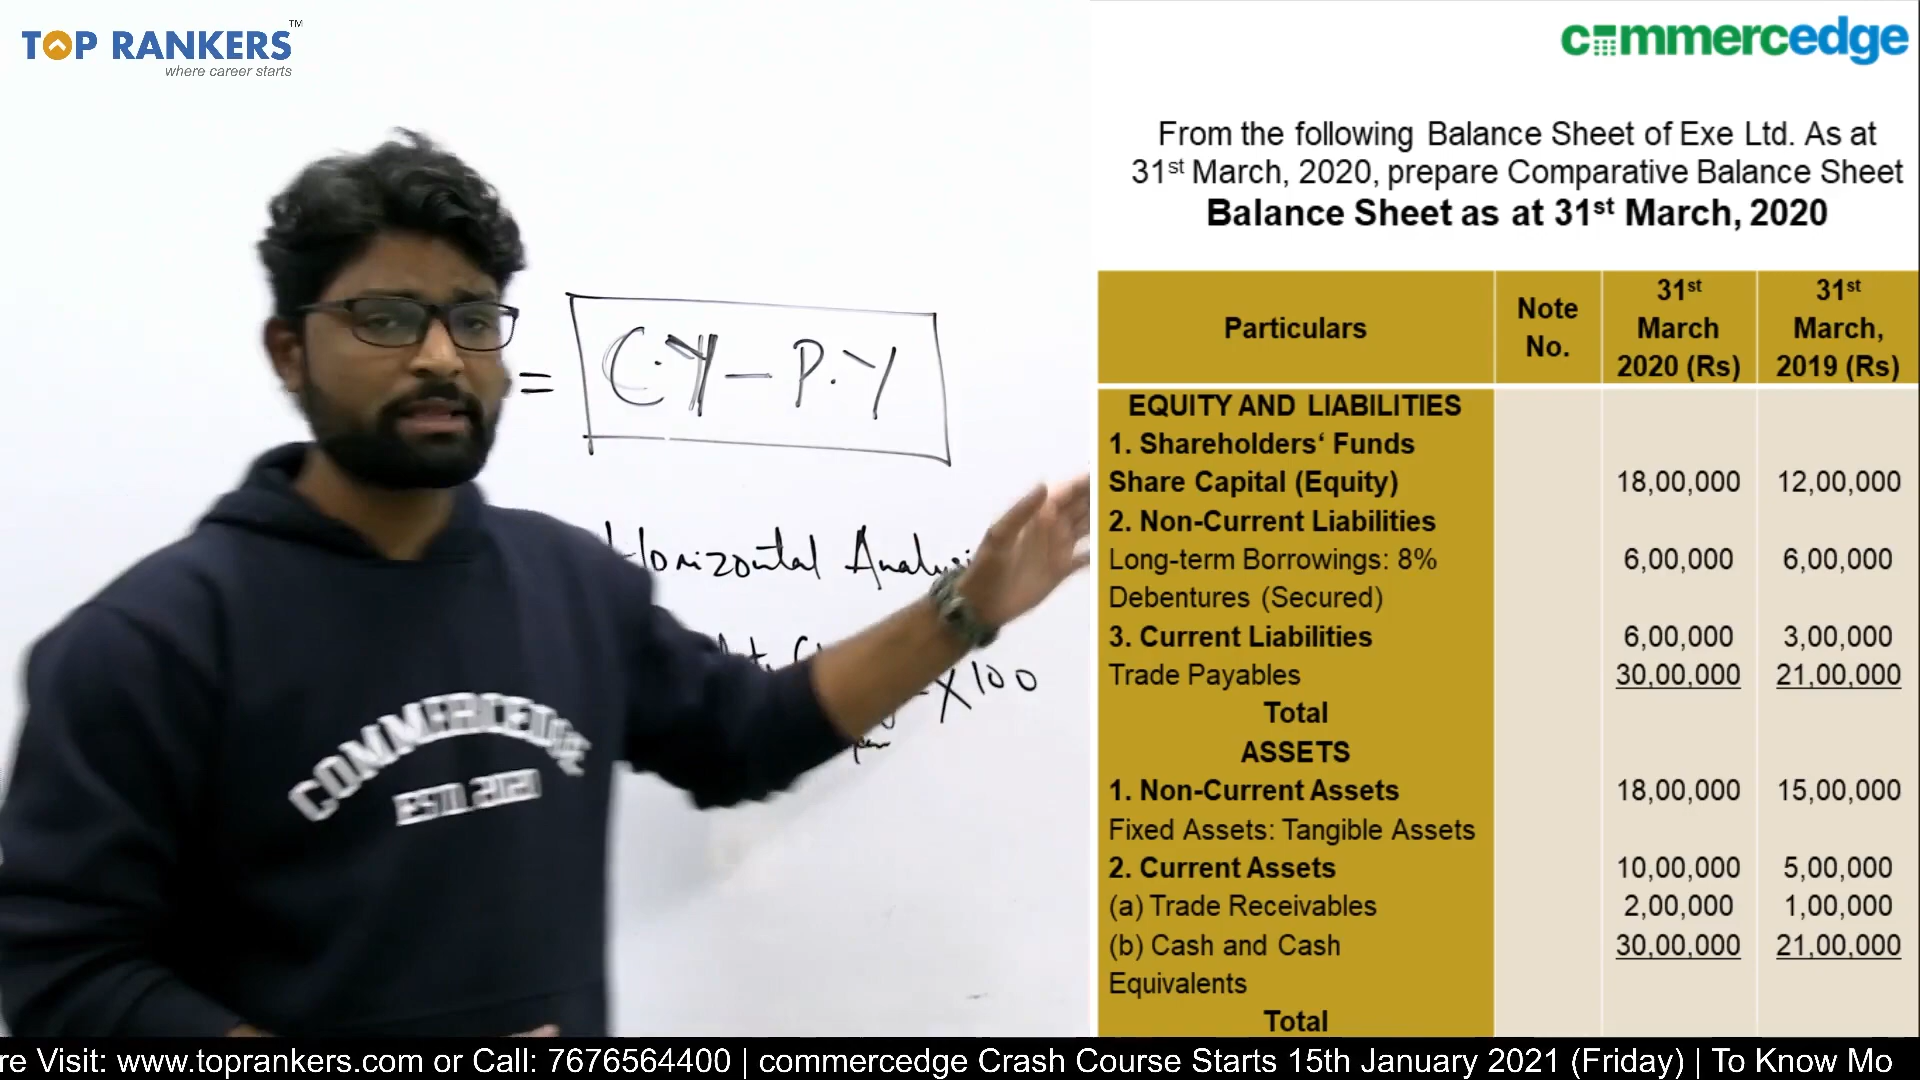 TOP RANKERS™
where career starts
commercedge
From the following Balance Sheet of Exe Ltd. As at
31st March, 2020, prepare Comparative Balance Sheet
Balance Sheet as at 31st March, 2020
Particulars Note No. 31st March 2020 (Rs) 31st March, 2019 (Rs)
EQUITY AND LIABILITIES
1. Shareholders‘ Funds
Share Capital (Equity) 18,00,000 12,00,000
2. Non-Current Liabilities
Long-term Borrowings: 8% 6,00,000 6,00,000
Debentures (Secured)
3. Current Liabilities 6,00,000 3,00,000
Trade Payables 30,00,000 21,00,000
Total
ASSETS
1. Non-Current Assets 18,00,000 15,00,000
Fixed Assets: Tangible Assets
2. Current Assets 10,00,000 5,00,000
(a) Trade Receivables 2,00,000 1,00,000
(b) Cash and Cash 30,00,000 21,00,000
Equivalents
Total
= C.Y – P.Y
Horizontal
X 100
COMMERCEDGE
ESTD. 2020
re Visit: www.toprankers.com or Call: 7676564400 | commercedge Crash Course Starts 15th January 2021 (Friday) | To Know Mo